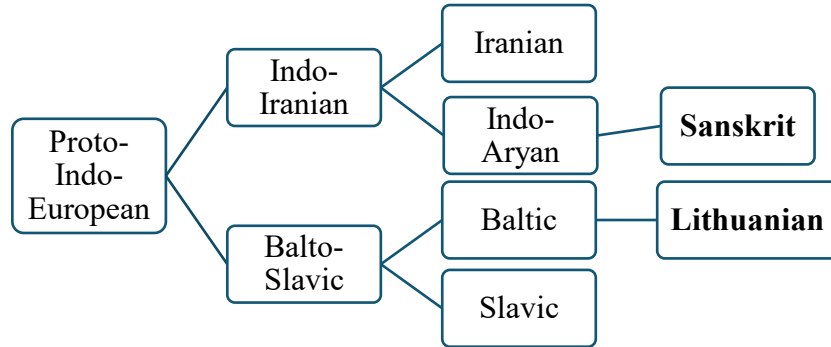 Proto-
Indo-
European
Indo-
Iranian
Iranian
Indo-
Aryan
Sanskrit
Balto-
Slavic
Baltic
Lithuanian
Slavic